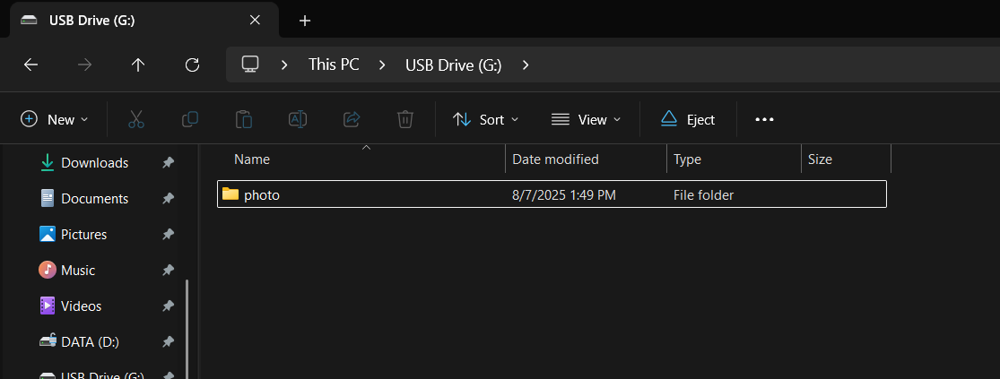 USB Drive (G:)
This PC USB Drive (G:)
New Sort View Eject
Name Date modified Type Size
photo 8/7/2025 1:49 PM File folder
Downloads
Documents
Pictures
Music
Videos
DATA (D:)
USB Drive (G:)